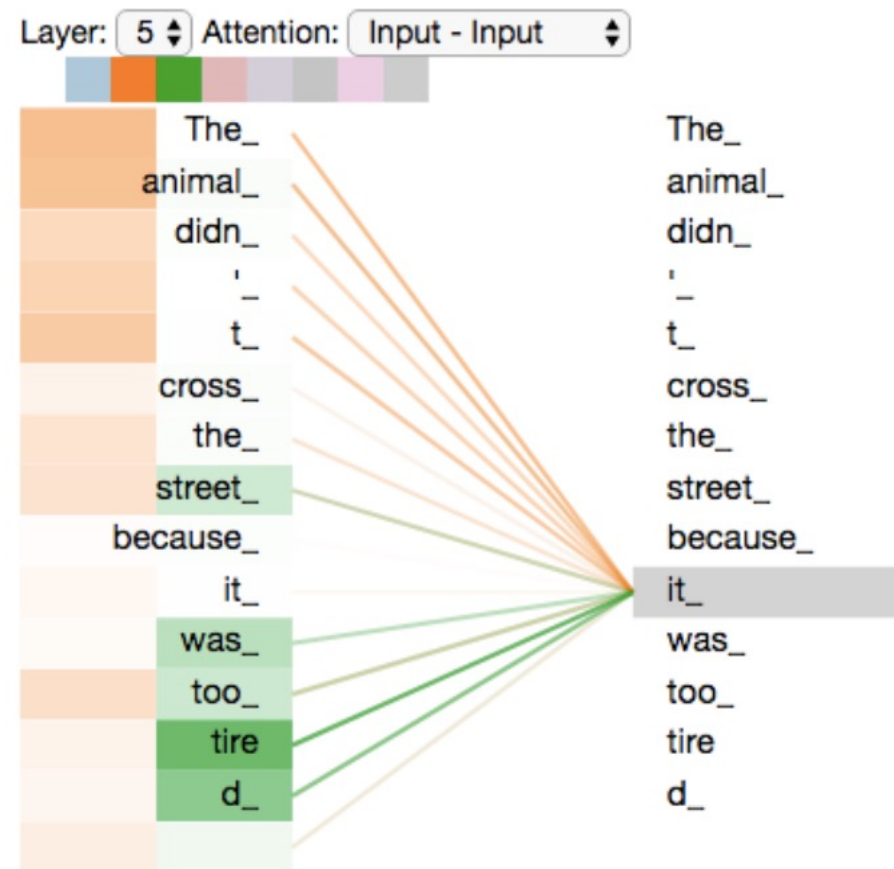 Layer: 5 Attention: Input - Input
The_ The_
animal_ animal_
didn_ didn_
'_ '_
t_ t_
cross_ cross_
the_ the_
street_ street_
because_ because_
it_ it_
was_ was_
too_ too_
tire tire
d_ d_